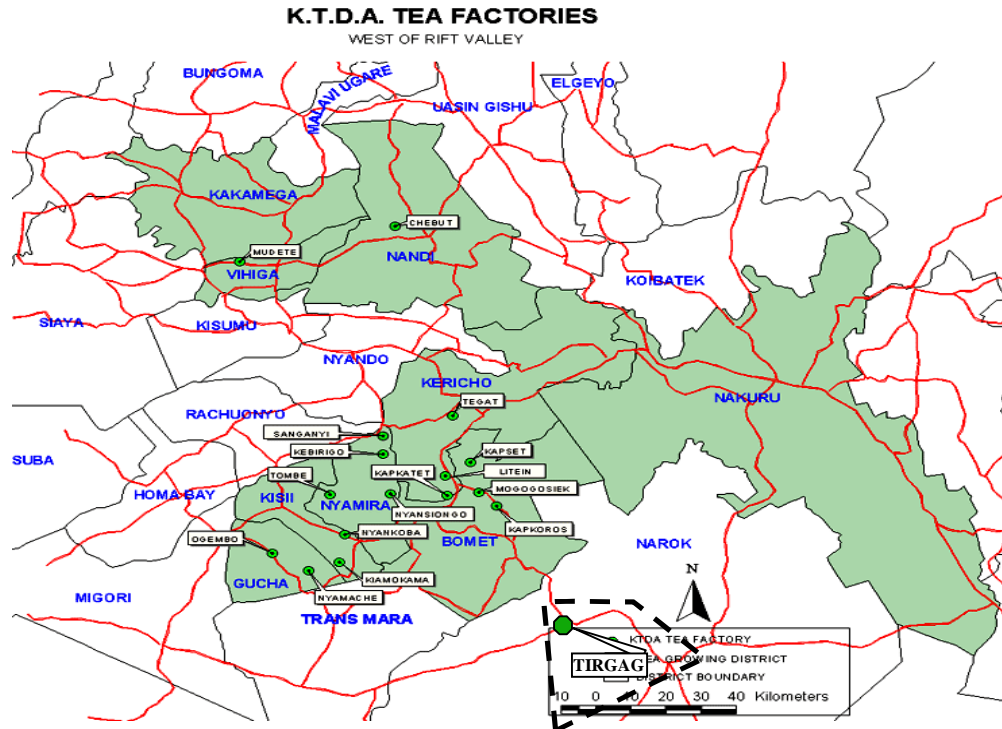 K.T.D.A. TEA FACTORIES
WEST OF RIFT VALLEY
BUNGOMA
MALAVI UGARE
UASIN GISHU
ELGEYO
KAKAMEGA
CHEBUT
MUDETE
NANDI
VIHIGA
KOIBATEK
SIAYA
KISUMU
NYANDO
KERICHO
TEGAT
NAKURU
RACHUONYO
SANGANYI
KEBIRIGO
KAPSET
SUBA
TOMBE
KAPKATET
LITEIN
HOMA BAY
KISII
NYAMIRA
MOGOGOSIEK
NYANSIONGO
KAPKOROS
OGEMBO
NYANKOBA
BOMET
NAROK
GUCHA
KIAMOKAMA
MIGORI
NYAMACHE
N
TRANS MARA
KTDA TEA FACTORY
TIRGAG
EA GROWING DISTRICT
DISTRICT BOUNDARY
10 0 10 20 30 40 Kilometers